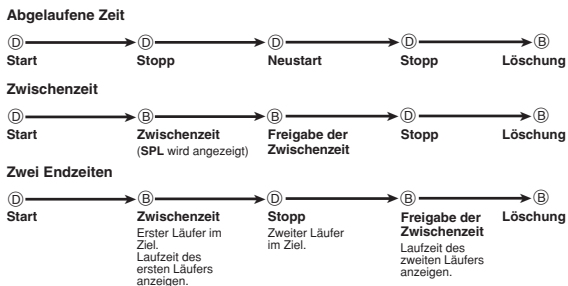 Abgelaufene Zeit
Ⓓ Ⓓ Ⓓ Ⓓ Ⓑ
Start Stopp Neustart Stopp Löschung
Zwischenzeit
Ⓓ Ⓑ Ⓑ Ⓓ Ⓑ
Start Zwischenzeit Freigabe der Stopp Löschung
(SPL wird angezeigt) Zwischenzeit
Zwei Endzeiten
Ⓓ Ⓑ Ⓓ Ⓑ Ⓑ
Start Zwischenzeit Stopp Freigabe der Löschung
Erster Läufer im Zweiter Läufer Zwischenzeit
Ziel. im Ziel. Laufzeit des
Laufzeit des zweiten Läufers
ersten Läufers anzeigen.
anzeigen.